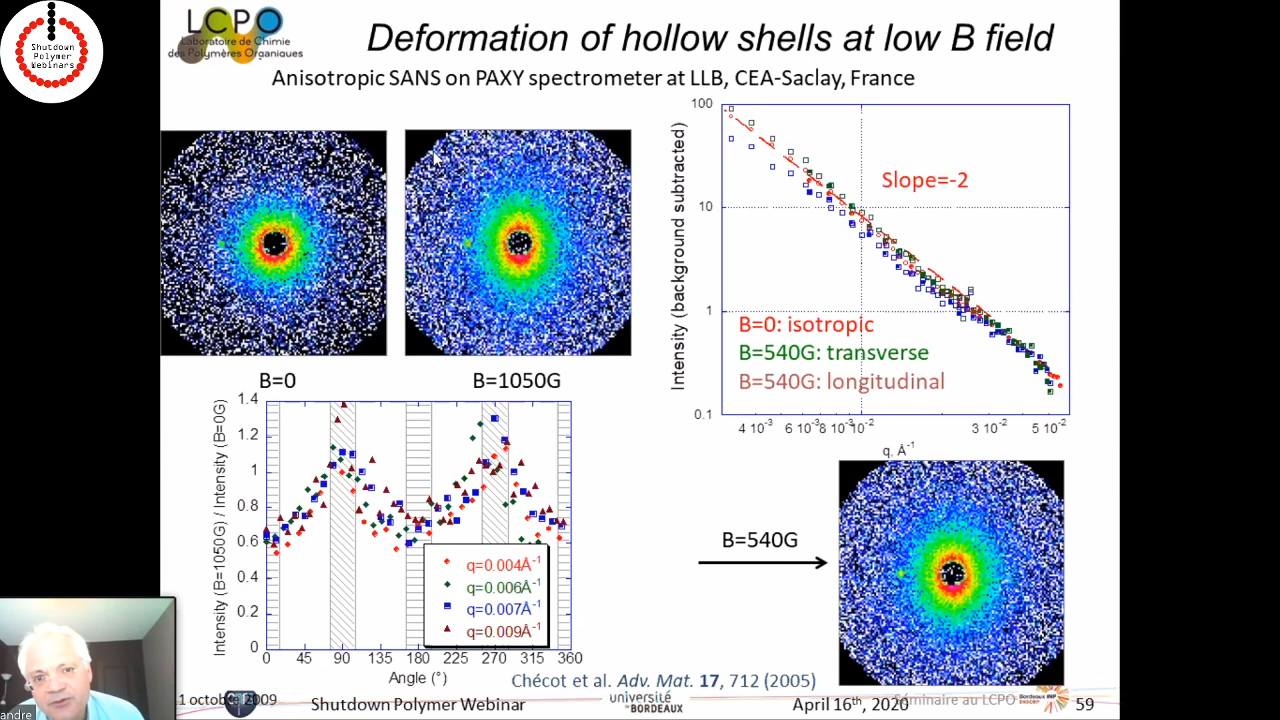 Shutdown
Polymer
Webinars
LCPO
Laboratoire de Chimie
des Polymères Organiques
Deformation of hollow shells at low B field
Anisotropic SANS on PAXY spectrometer at LLB, CEA-Saclay, France
B=0
B=1050G
Intensity (background subtracted)
100
10
1
0.1
Slope=-2
B=0: isotropic
B=540G: transverse
B=540G: longitudinal
4 10⁻³
6 10⁻³
8 10⁻³
10⁻²
3 10⁻²
5 10⁻²
q, Å⁻¹
Intensity (B=1050G) / Intensity (B=0G)
1.4
1.2
1
0.8
0.6
0.4
0.2
0
q=0.004Å⁻¹
q=0.006Å⁻¹
q=0.007Å⁻¹
q=0.009Å⁻¹
0 45 90 135 180 225 270 315 360
Angle (°)
B=540G
Chécot et al. Adv. Mat. 17, 712 (2005)
1 octobre 2009
Shutdown Polymer Webinar
université
de BORDEAUX
April 16th, 2020
Séminaire au LCPO
Bordeaux INP
59
andre